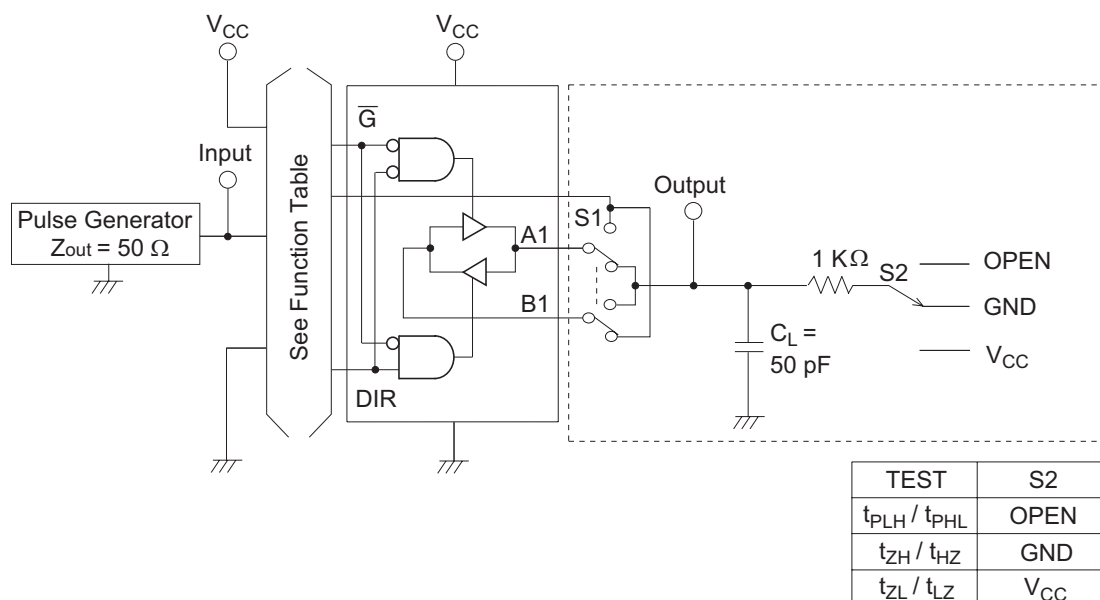 VCC
VCC
G
Input
See Function Table
Output
Pulse Generator
Zout = 50 Ω
S1
A1
1 KΩ
S2
OPEN
GND
VCC
B1
CL =
50 pF
DIR
TEST S2
tPLH / tPHL OPEN
tZH / tHZ GND
tZL / tLZ VCC